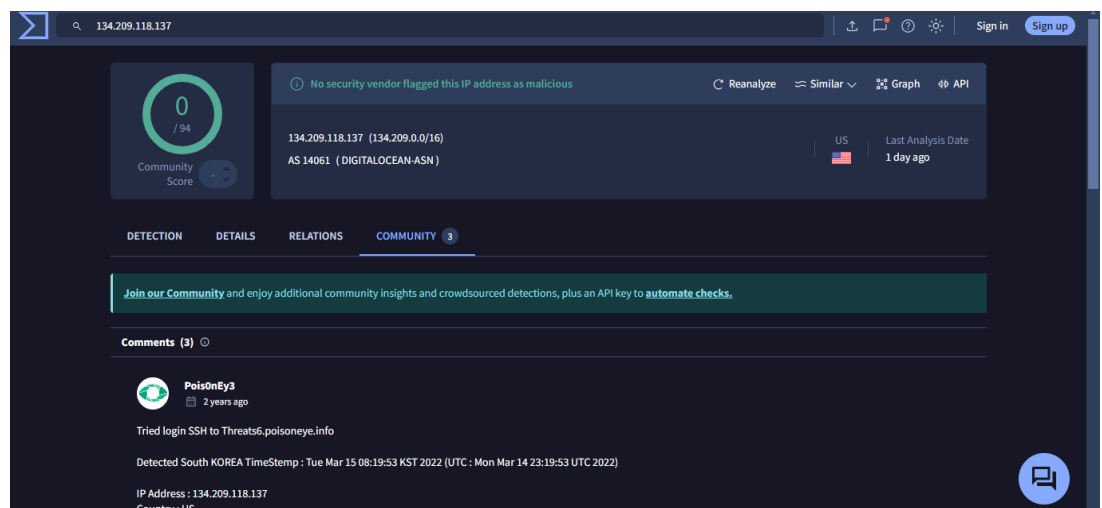 134.209.118.137
Sign in
Sign up
0
/ 94
Community
Score
No security vendor flagged this IP address as malicious
Reanalyze
Similar
Graph
API
134.209.118.137 (134.209.0.0/16)
AS 14061 ( DIGITALOCEAN-ASN )
US
Last Analysis Date
1 day ago
DETECTION
DETAILS
RELATIONS
COMMUNITY 3
Join our Community and enjoy additional community insights and crowdsourced detections, plus an API key to automate checks.
Comments (3)
Pois0nEy3
2 years ago
Tried login SSH to Threats6.poisoneye.info
Detected South KOREA TimeStemp : Tue Mar 15 08:19:53 KST 2022 (UTC : Mon Mar 14 23:19:53 UTC 2022)
IP Address : 134.209.118.137